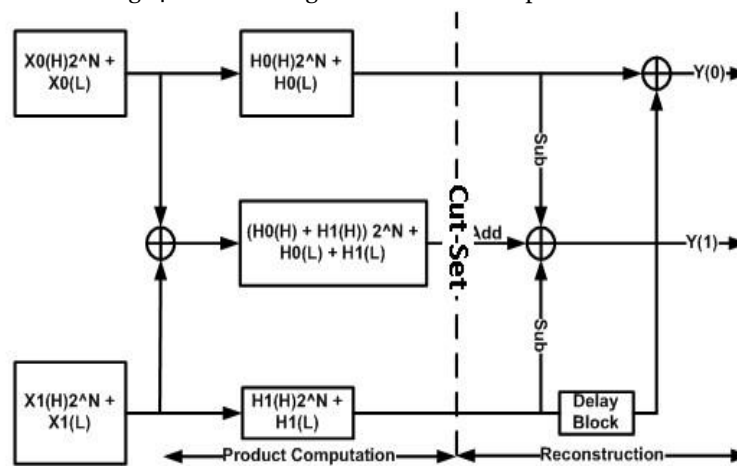 X0(H)2^N +
X0(L)
H0(H)2^N +
H0(L)
Y(0)
Sub
(H0(H) + H1(H)) 2^N +
H0(L) + H1(L)
Cut-Set
Add
Y(1)
Sub
X1(H)2^N +
X1(L)
H1(H)2^N +
H1(L)
Delay
Block
Product Computation
Reconstruction